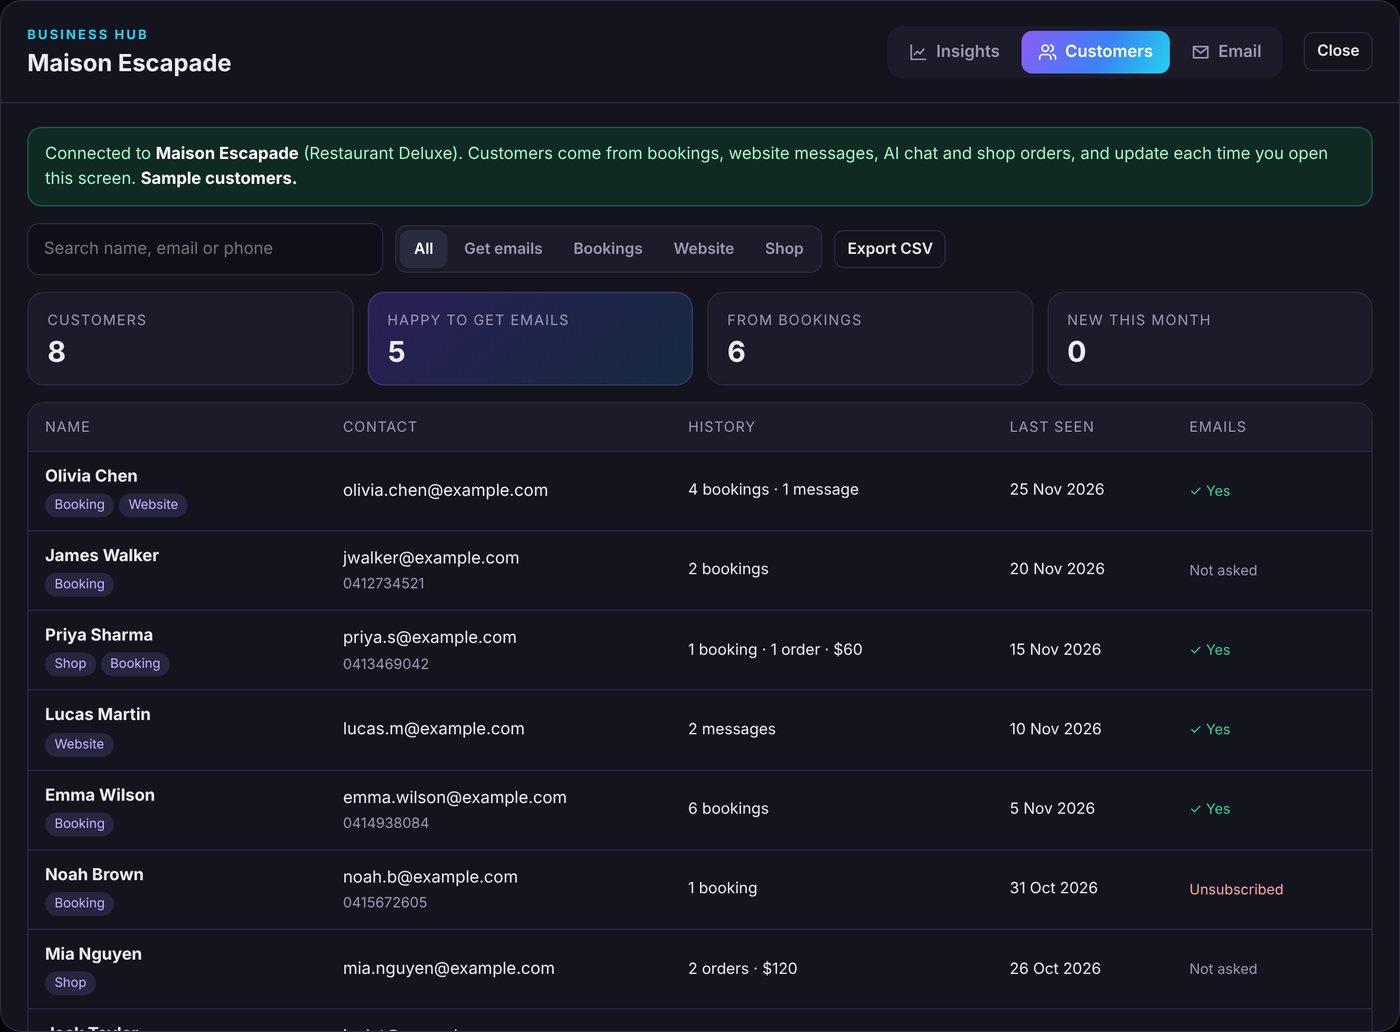 BUSINESS HUB
Maison Escapade
Insights
Customers
Email
Close
Connected to Maison Escapade (Restaurant Deluxe). Customers come from bookings, website messages, AI chat and shop orders, and update each time you open
this screen. Sample customers.
Search name, email or phone
All
Get emails
Bookings
Website
Shop
Export CSV
CUSTOMERS
8
HAPPY TO GET EMAILS
5
FROM BOOKINGS
6
NEW THIS MONTH
0
NAME CONTACT HISTORY LAST SEEN EMAILS
Olivia Chen
Booking Website
olivia.chen@example.com
4 bookings · 1 message
25 Nov 2026
✓ Yes
James Walker
Booking
jwalker@example.com
0412734521
2 bookings
20 Nov 2026
Not asked
Priya Sharma
Shop Booking
priya.s@example.com
0413469042
1 booking · 1 order · $60
15 Nov 2026
✓ Yes
Lucas Martin
Website
lucas.m@example.com
2 messages
10 Nov 2026
✓ Yes
Emma Wilson
Booking
emma.wilson@example.com
0414938084
6 bookings
5 Nov 2026
✓ Yes
Noah Brown
Booking
noah.b@example.com
0415672605
1 booking
31 Oct 2026
Unsubscribed
Mia Nguyen
Shop
mia.nguyen@example.com
2 orders · $120
26 Oct 2026
Not asked